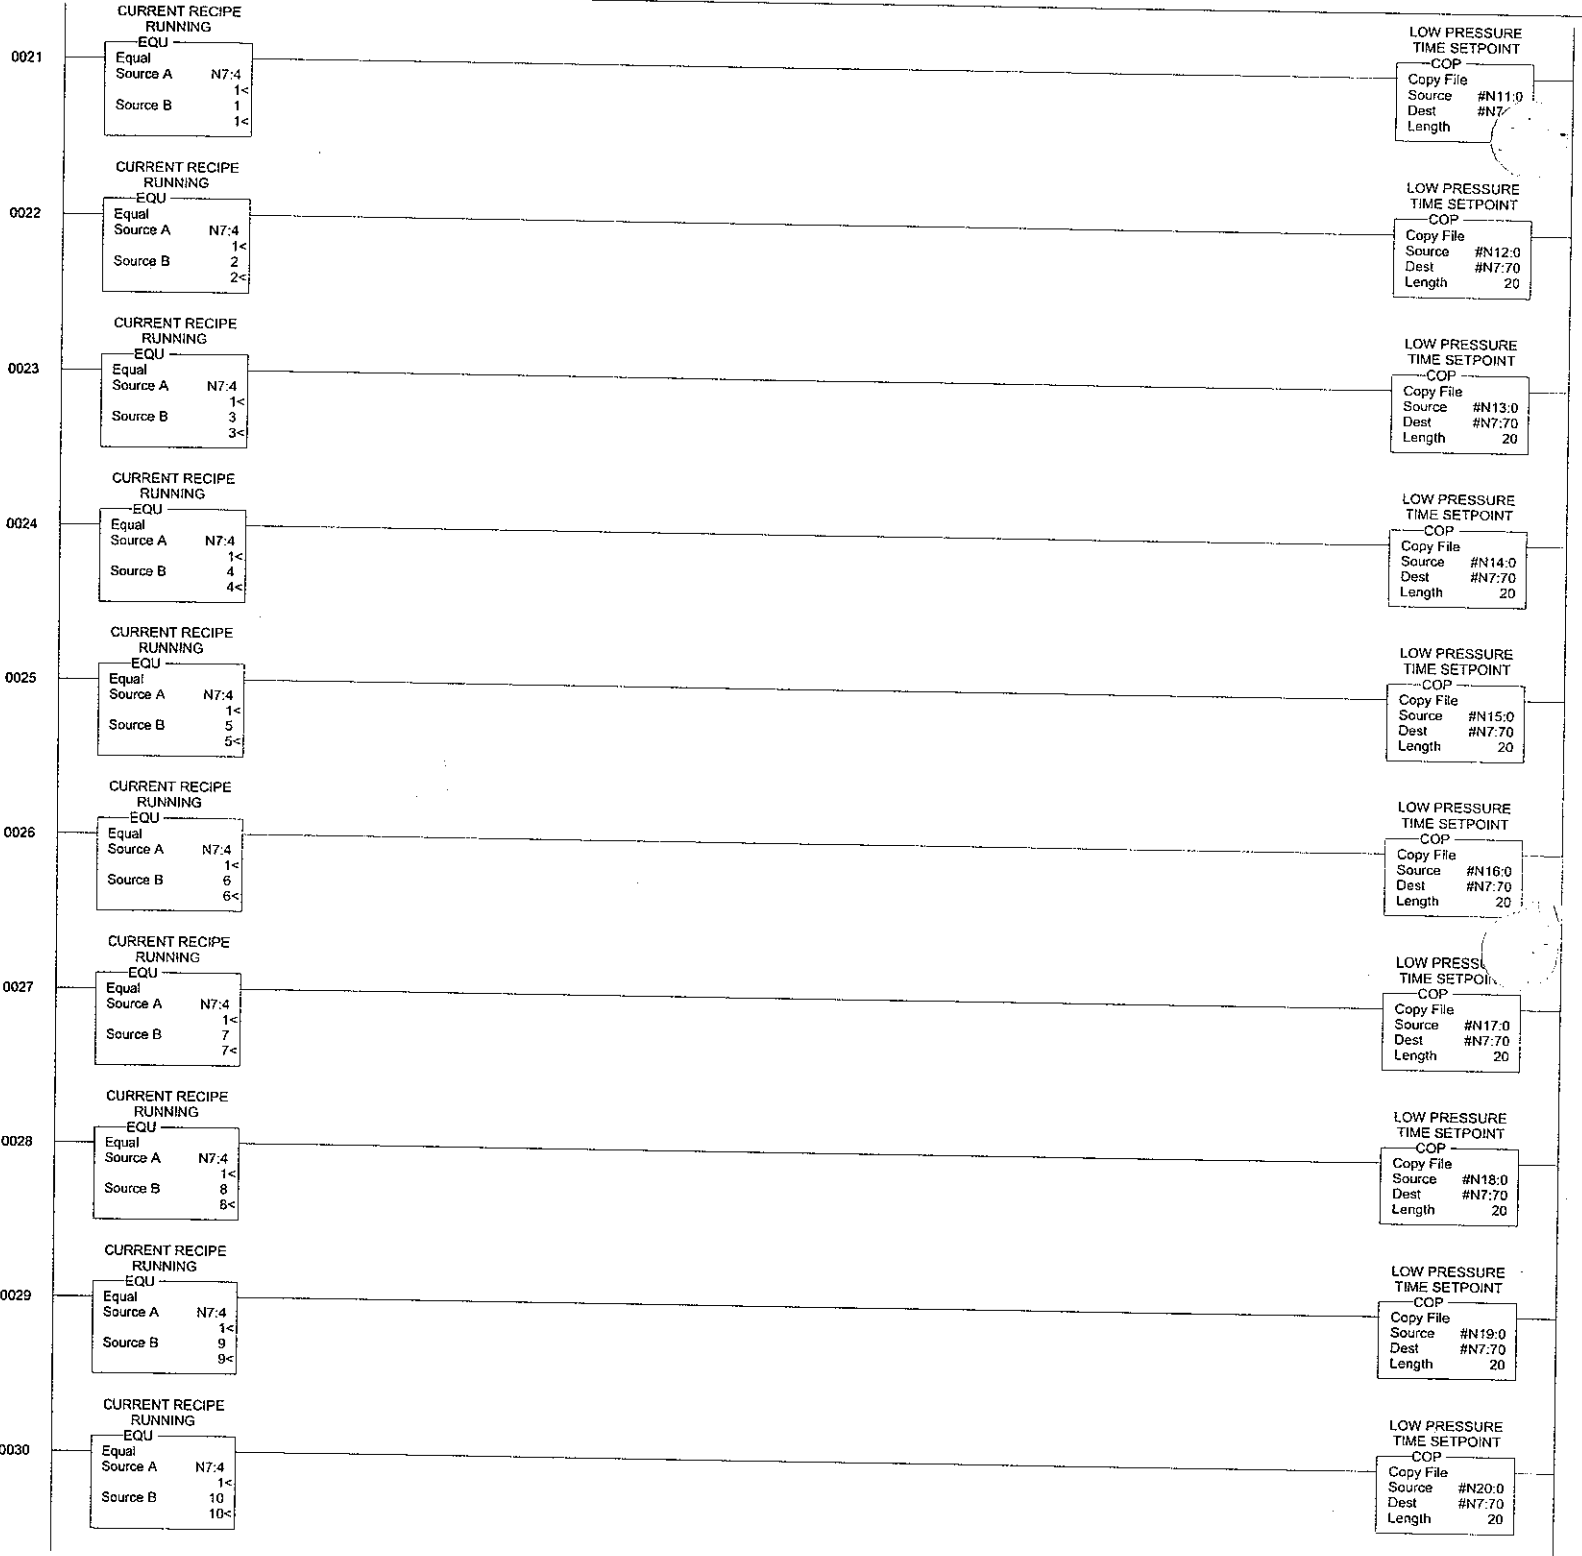 CURRENT RECIPE
RUNNING
EQU
0021
Equal
Source A N7:4
1<
Source B 1
1<
LOW PRESSURE
TIME SETPOINT
COP
Copy File
Source #N11:0
Dest
Length
CURRENT RECIPE
RUNNING
EQU
0022
Equal
Source A N7:4
1<
Source B 2
2<
LOW PRESSURE
TIME SETPOINT
COP
Copy File
Source #N12:0
Dest #N7:70
Length 20
CURRENT RECIPE
RUNNING
EQU
0023
Equal
Source A N7:4
1<
Source B 3
3<
LOW PRESSURE
TIME SETPOINT
COP
Copy File
Source #N13:0
Dest #N7:70
Length 20
CURRENT RECIPE
RUNNING
EQU
0024
Equal
Source A N7:4
1<
Source B 4
4<
LOW PRESSURE
TIME SETPOINT
COP
Copy File
Source #N14:0
Dest #N7:70
Length 20
CURRENT RECIPE
RUNNING
EQU
0025
Equal
Source A N7:4
1<
Source B 5
5<
LOW PRESSURE
TIME SETPOINT
COP
Copy File
Source #N15:0
Dest #N7:70
Length 20
CURRENT RECIPE
RUNNING
EQU
0026
Equal
Source A N7:4
1<
Source B 6
6<
LOW PRESSURE
TIME SETPOINT
COP
Copy File
Source #N16:0
Dest #N7:70
Length 20
CURRENT RECIPE
RUNNING
EQU
0027
Equal
Source A N7:4
1<
Source B 7
7<
LOW
TIME
COP
Copy File
Source #N17:0
Dest #N7:70
Length 20
CURRENT RECIPE
RUNNING
EQU
0028
Equal
Source A N7:4
1<
Source B 8
8<
LOW PRESSURE
TIME SETPOINT
COP
Copy File
Source #N18:0
Dest #N7:70
Length 20
CURRENT RECIPE
RUNNING
EQU
0029
Equal
Source A N7:4
1<
Source B 9
9<
LOW PRESSURE
TIME SETPOINT
COP
Copy File
Source #N19:0
Dest #N7:70
Length 20
CURRENT RECIPE
RUNNING
EQU
0030
Equal
Source A N7:4
1<
Source B 10
10<
LOW PRESSURE
TIME SETPOINT
COP
Copy File
Source #N20:0
Dest #N7:70
Length 20